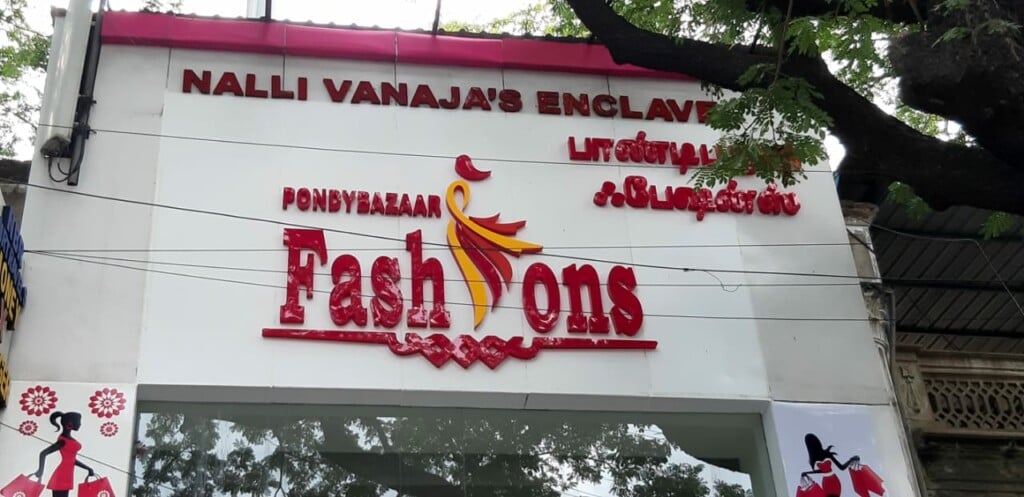 NALLI VANAJA'S ENCLAVE
ஃபேஷன்ஸ்
PONDYBAZAAR
Fashions